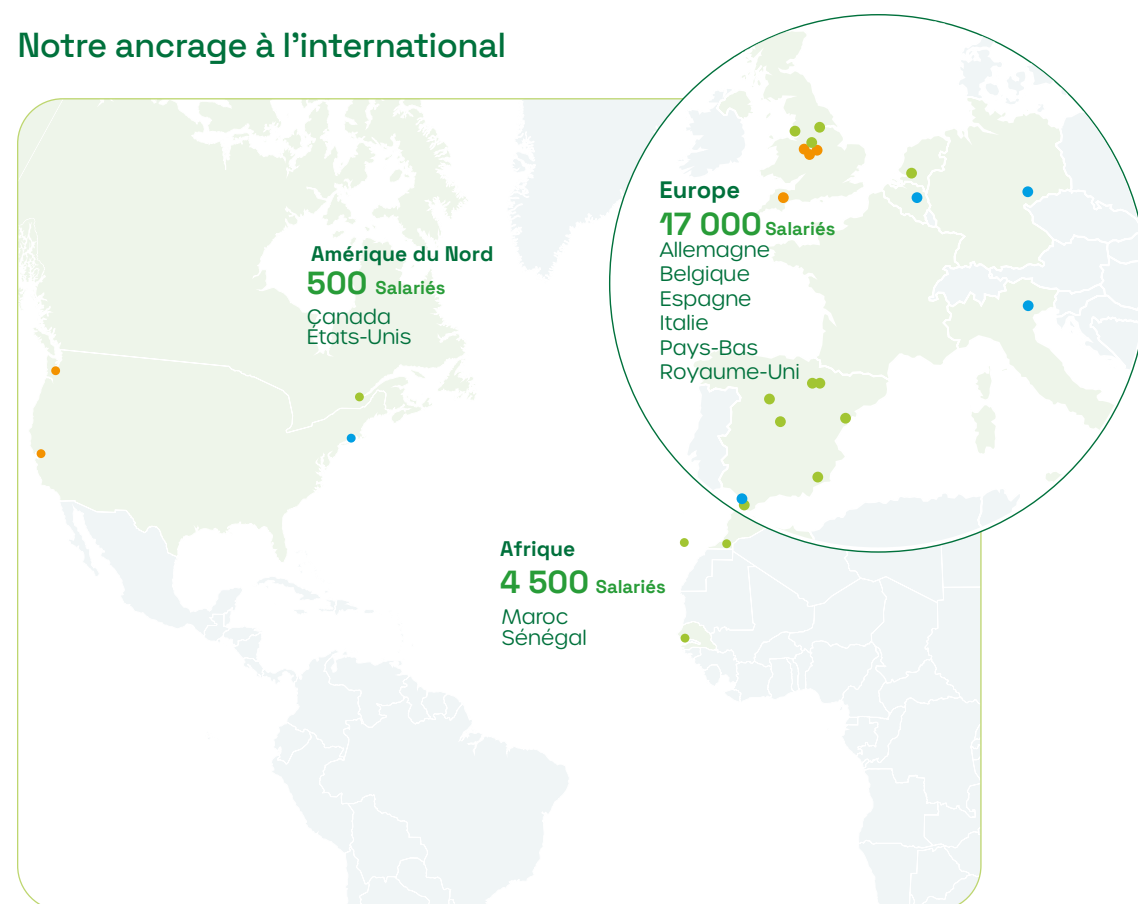 Notre ancrage à l'international
Amérique du Nord
500 Salariés
Canada
États-Unis
Europe
17 000 Salariés
Allemagne
Belgique
Espagne
Italie
Pays-Bas
Royaume-Uni
Afrique
4 500 Salariés
Maroc
Sénégal